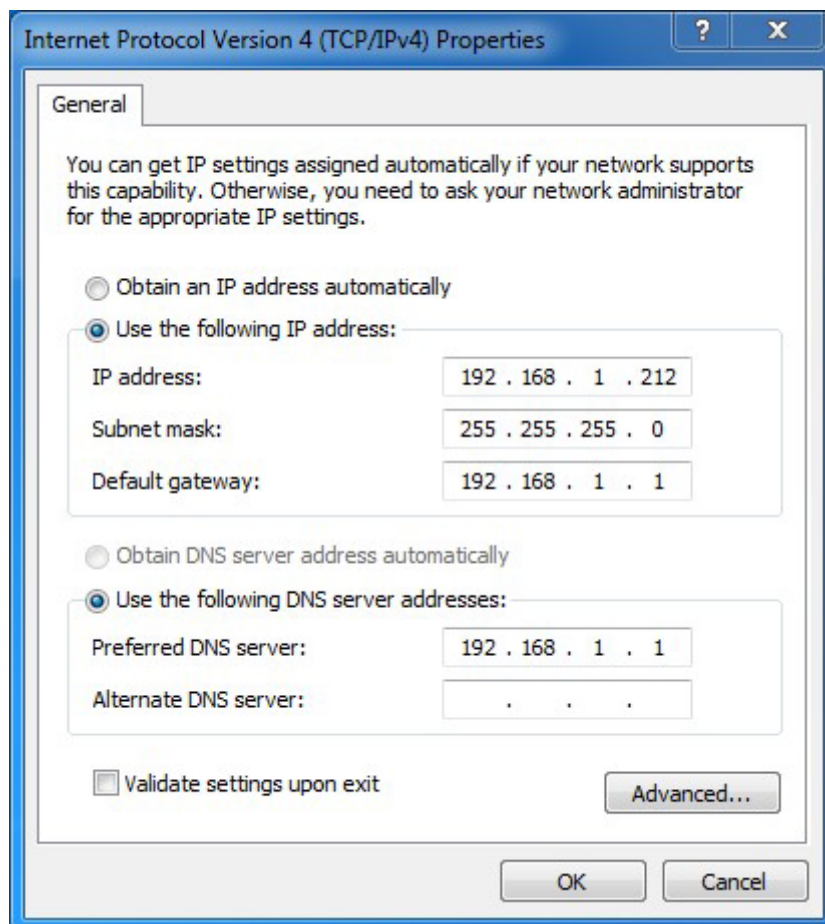 Internet Protocol Version 4 (TCP/IPv4) Properties
?
X
General
You can get IP settings assigned automatically if your network supports
this capability. Otherwise, you need to ask your network administrator
for the appropriate IP settings.
Obtain an IP address automatically
Use the following IP address:
IP address: 192 . 168 . 1 . 212
Subnet mask: 255 . 255 . 255 . 0
Default gateway: 192 . 168 . 1 . 1
Obtain DNS server address automatically
Use the following DNS server addresses:
Preferred DNS server: 192 . 168 . 1 . 1
Alternate DNS server: . . .
Validate settings upon exit
Advanced...
OK Cancel